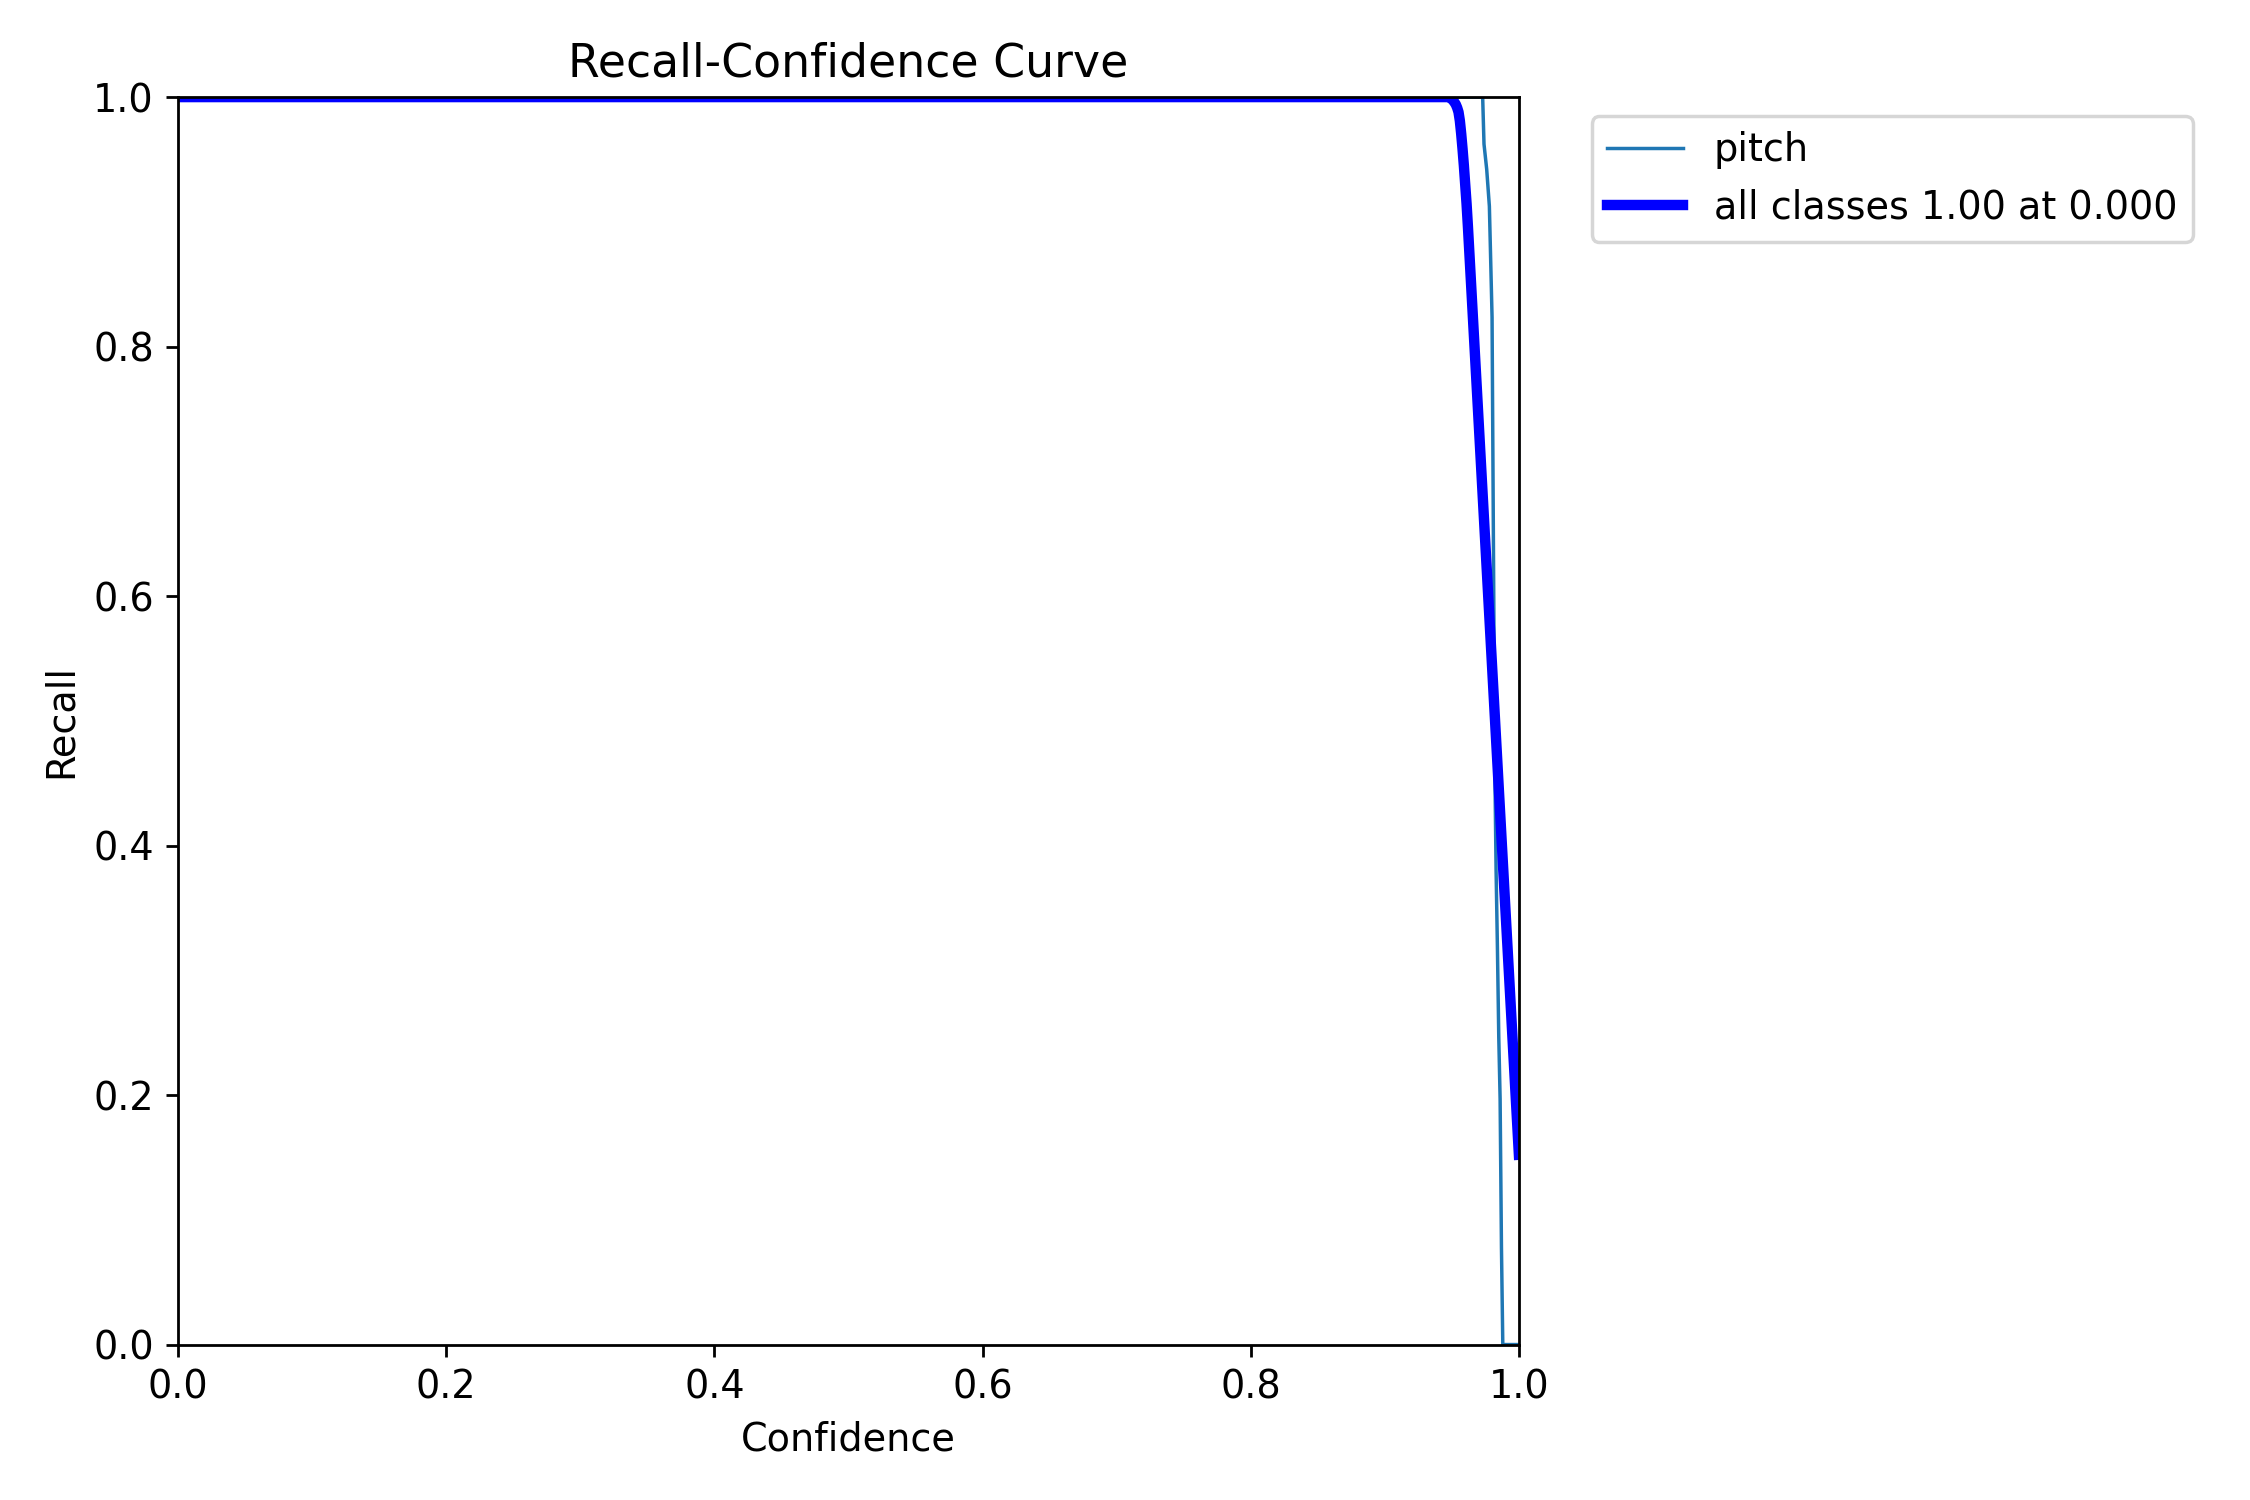 Recall-Confidence Curve
1.0
0.8
0.6
0.4
0.2
0.0
Recall
0.0 0.2 0.4 0.6 0.8 1.0
Confidence
pitch
all classes 1.00 at 0.000